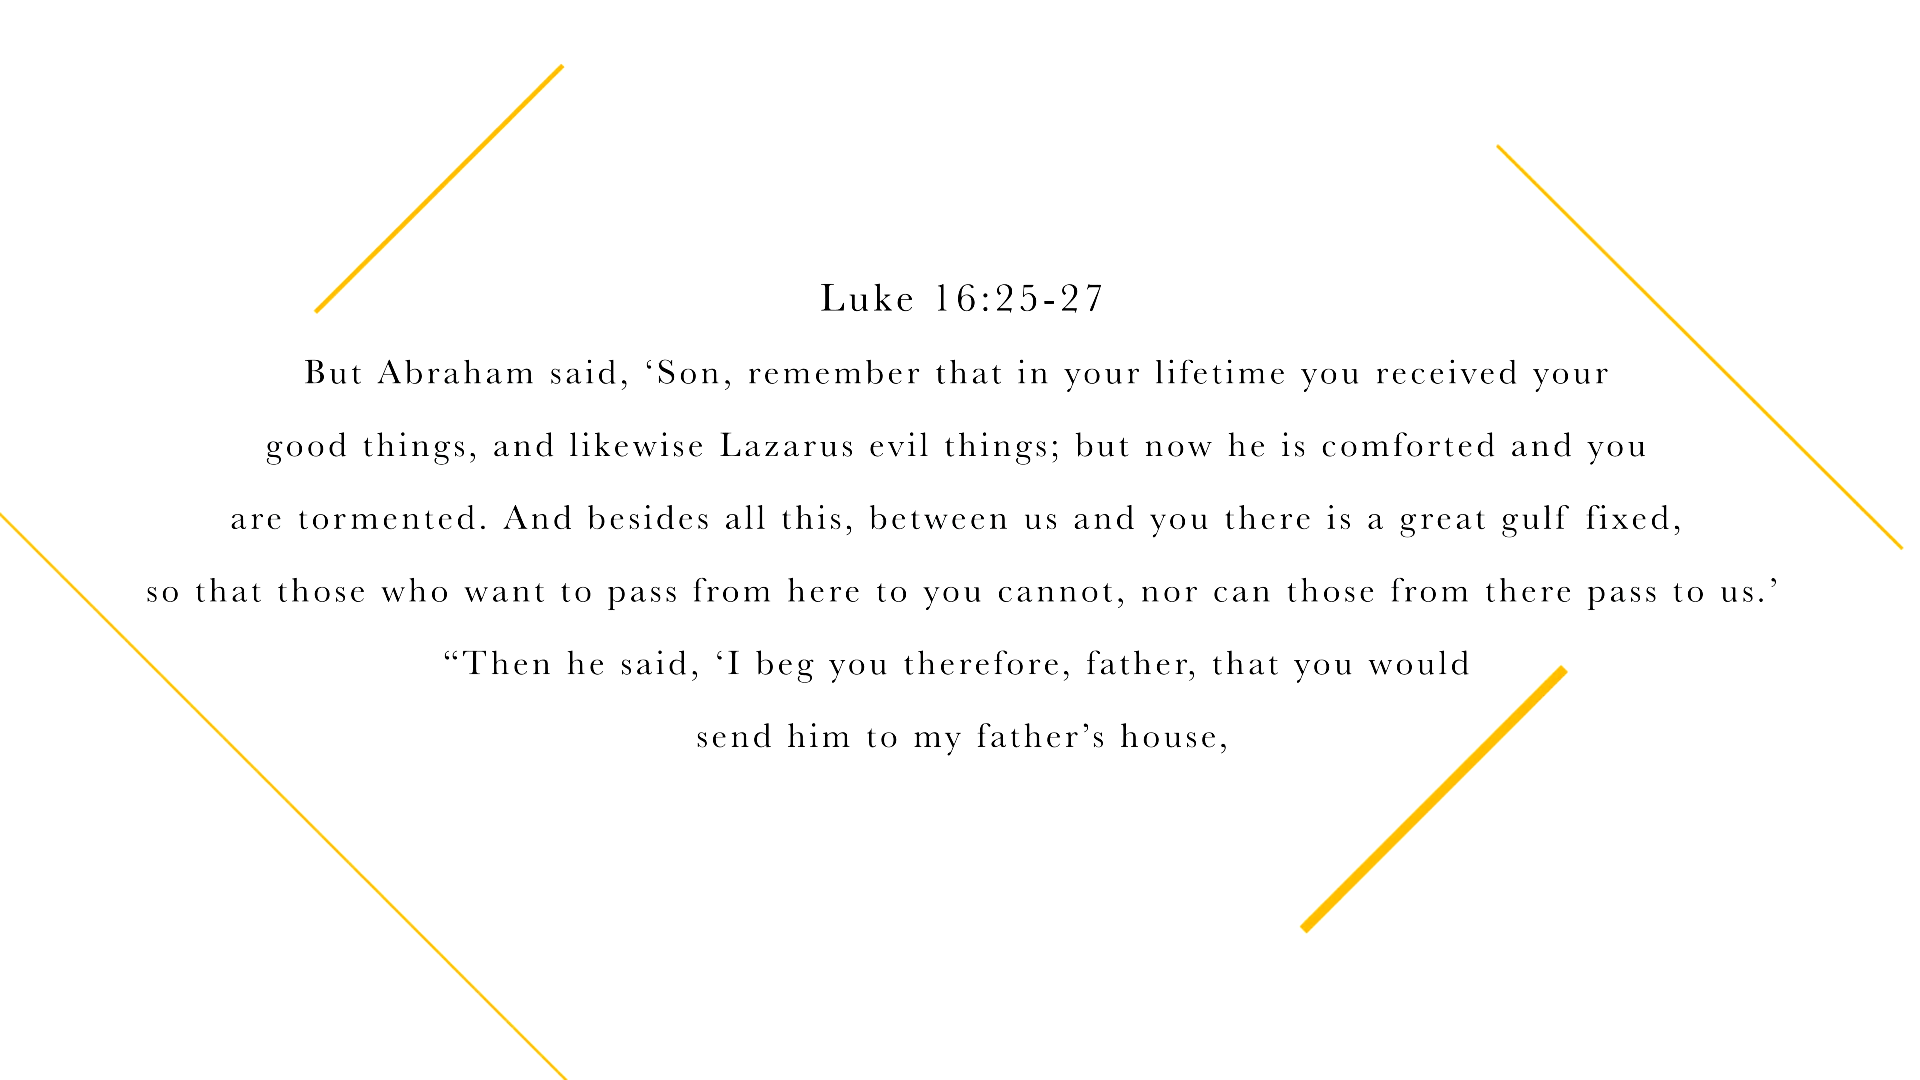 Luke 16:25-27
But Abraham said, ‘Son, remember that in your lifetime you received your
good things, and likewise Lazarus evil things; but now he is comforted and you
are tormented. And besides all this, between us and you there is a great gulf fixed,
so that those who want to pass from here to you cannot, nor can those from there pass to us.’
“Then he said, ‘I beg you therefore, father, that you would
send him to my father’s house,